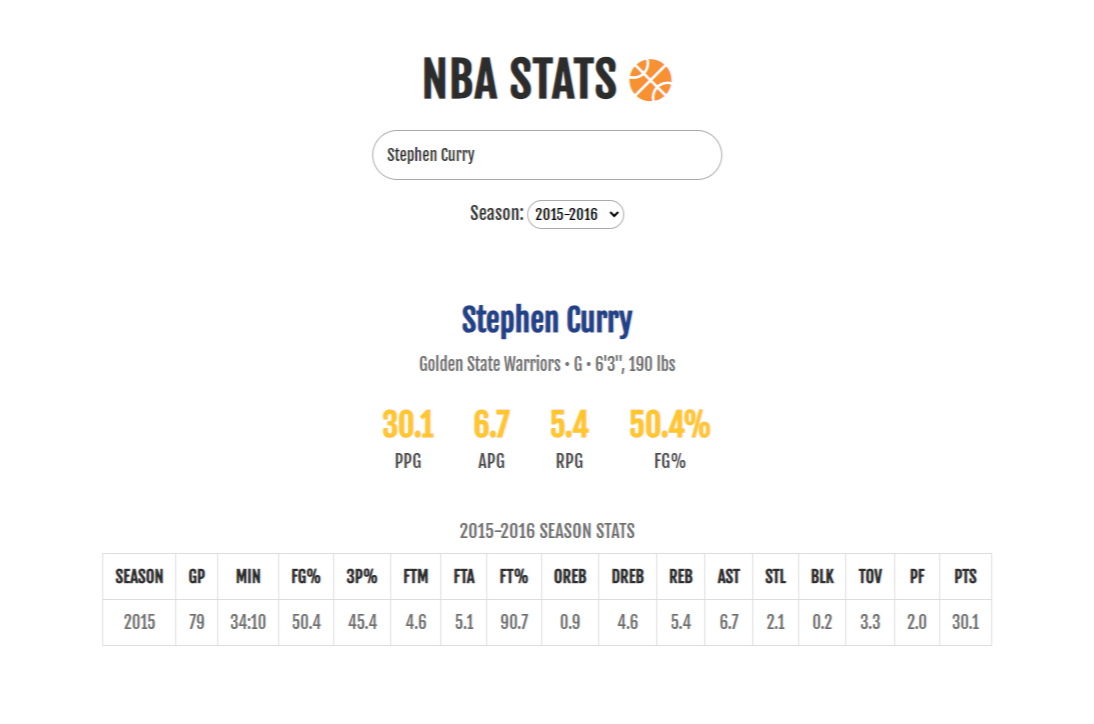 NBA STATS
Stephen Curry
Season: 2015-2016
Stephen Curry
Golden State Warriors • G • 6'3", 190 lbs
30.1 6.7 5.4 50.4%
PPG APG RPG FG%
2015-2016 SEASON STATS
SEASON GP MIN FG% 3P% FTM FTA FT% OREB DREB REB AST STL BLK TOV PF PTS
2015 79 34:10 50.4 45.4 4.6 5.1 90.7 0.9 4.6 5.4 6.7 2.1 0.2 3.3 2.0 30.1